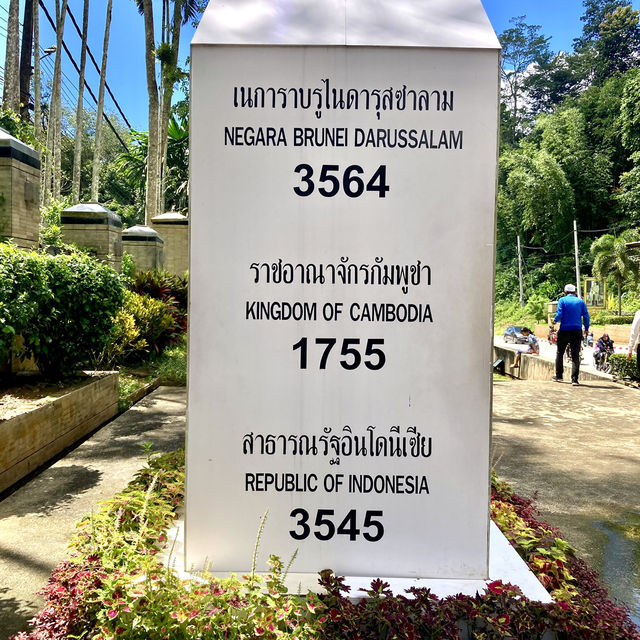 เนการาบรูไนดารุสซาลาม
NEGARA BRUNEI DARUSSALAM
3564
ราชอาณาจักรกัมพูชา
KINGDOM OF CAMBODIA
1755
สาธารณรัฐอินโดนีเซีย
REPUBLIC OF INDONESIA
3545